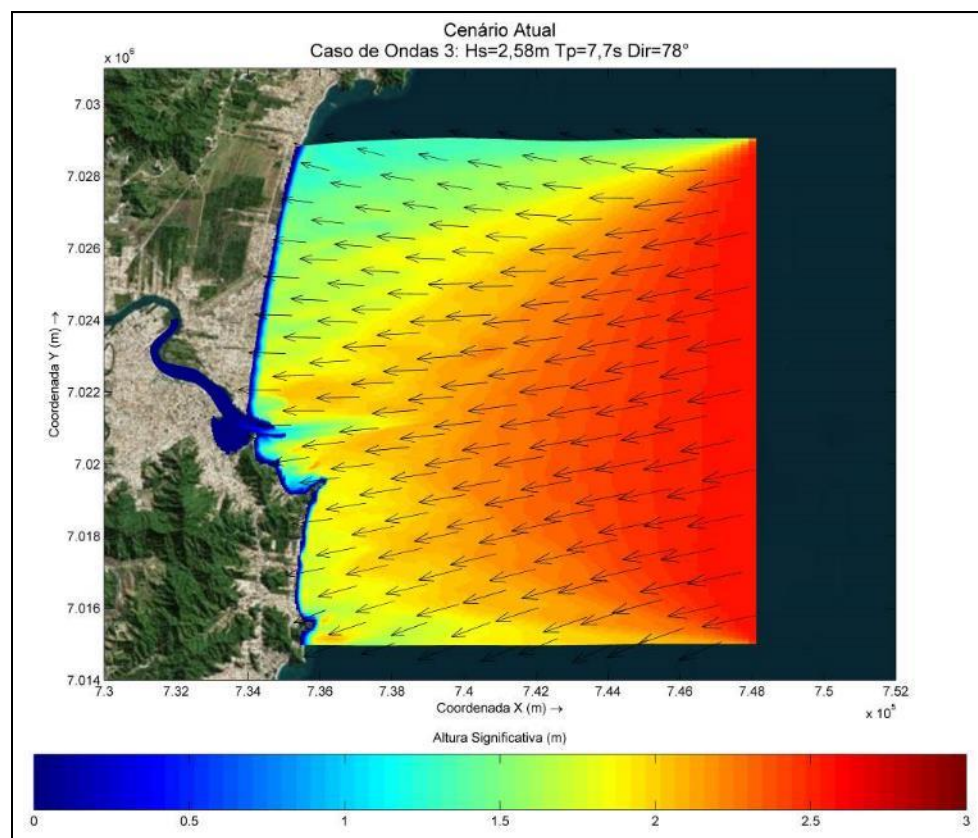 Cenário Atual
Caso de Ondas 3: Hs=2,58m Tp=7,7s Dir=78°
x 10⁶
7.03
7.028
7.026
7.024
7.022
7.02
7.018
7.016
7.014
Coordenada Y (m) →
7.3 7.32 7.34 7.36 7.38 7.4 7.42 7.44 7.46 7.48 7.5 7.52
Coordenada X (m) →
x 10⁵
Altura Significativa (m)
0 0.5 1 1.5 2 2.5 3